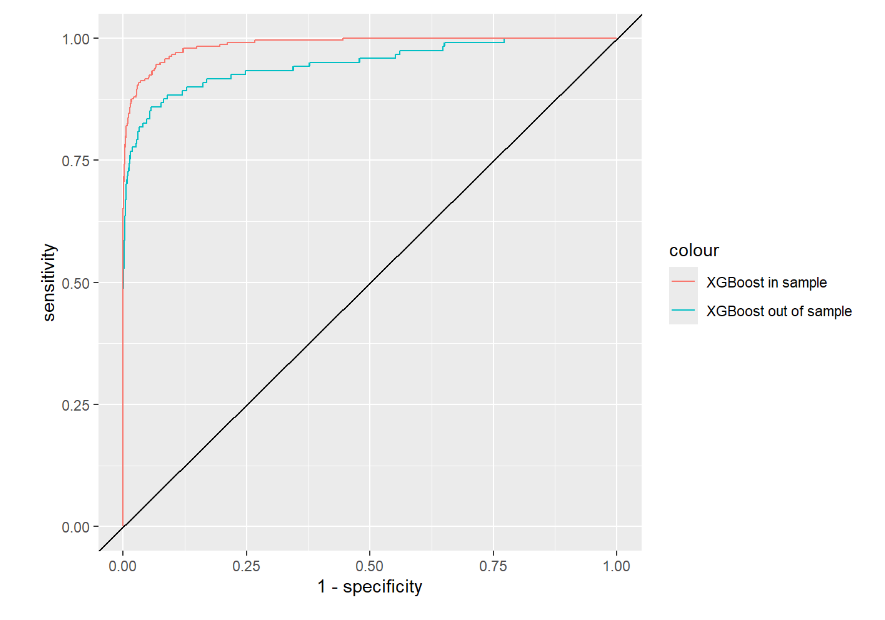 1.00
0.75
0.50
0.25
0.00
sensitivity
0.00 0.25 0.50 0.75 1.00
1 - specificity
colour
XGBoost in sample
XGBoost out of sample